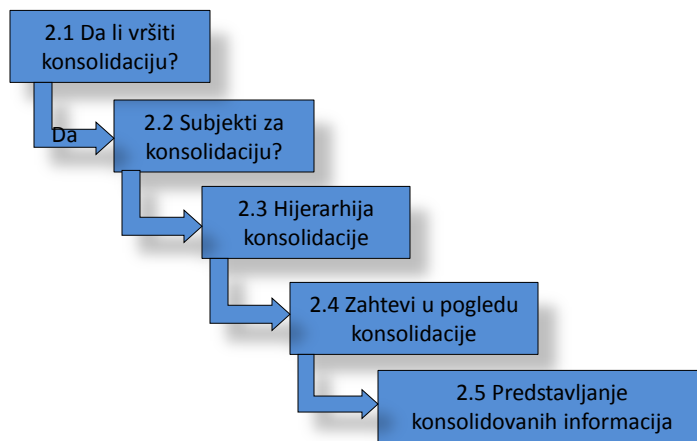 2.1 Da li vršiti
konsolidaciju?
Da
2.2 Subjekti za
konsolidaciju?
2.3 Hijerarhija
konsolidacije
2.4 Zahtevi u pogledu
konsolidacije
2.5 Predstavljanje
konsolidovanih informacija